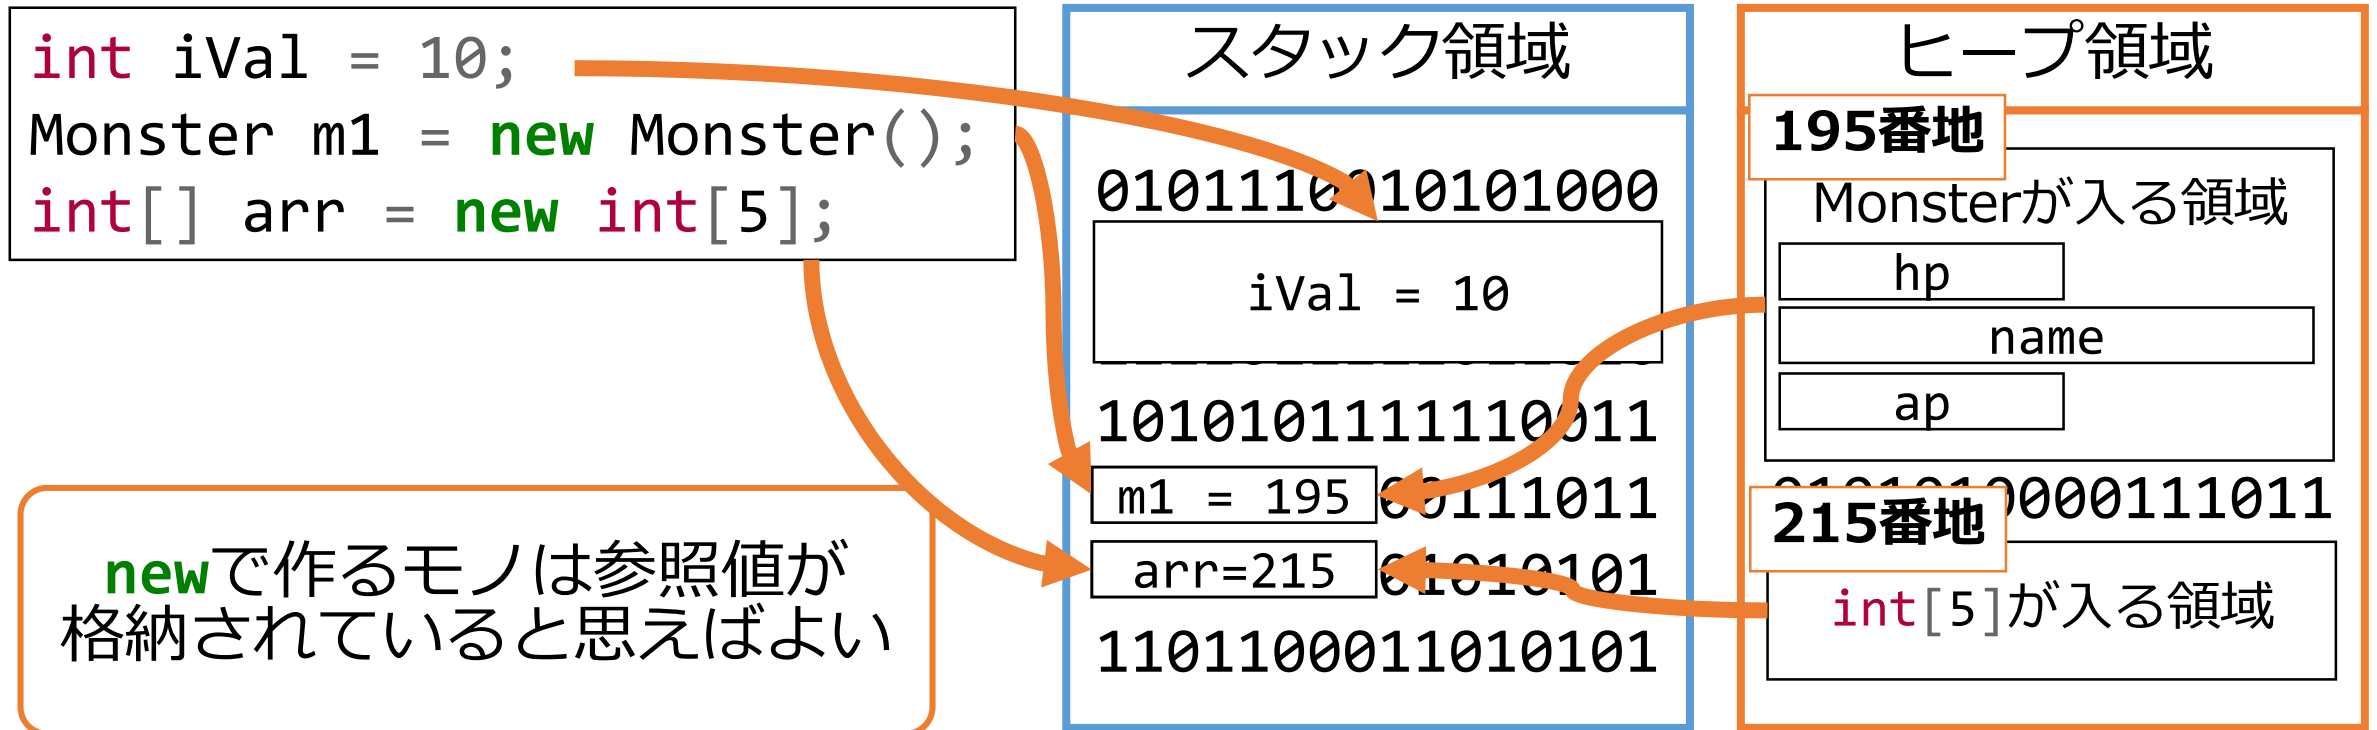 int iVal = 10;
Monster m1 = new Monster();
int[] arr = new int[5];
newで作るモノは参照値が
格納されていると思えばよい
スタック領域
0101110010101000
iVal = 10
1010101111110011
m1 = 195
00111011
arr=215
01010101
1101100011010101
ヒープ領域
195番地
Monsterが入る領域
hp
name
ap
0000111011
215番地
int[5]が入る領域